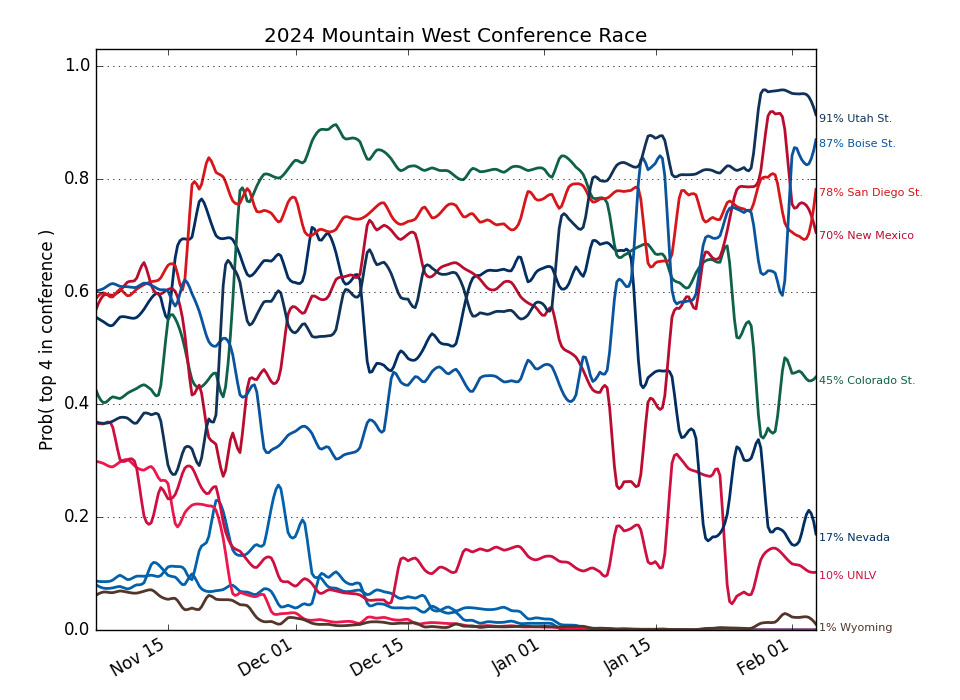 2024 Mountain West Conference Race
Prob( top 4 in conference )
1.0
0.8
0.6
0.4
0.2
0.0
Nov 15
Dec 01
Dec 15
Jan 01
Jan 15
Feb 01
91% Utah St.
87% Boise St.
78% San Diego St.
70% New Mexico
45% Colorado St.
17% Nevada
10% UNLV
1% Wyoming